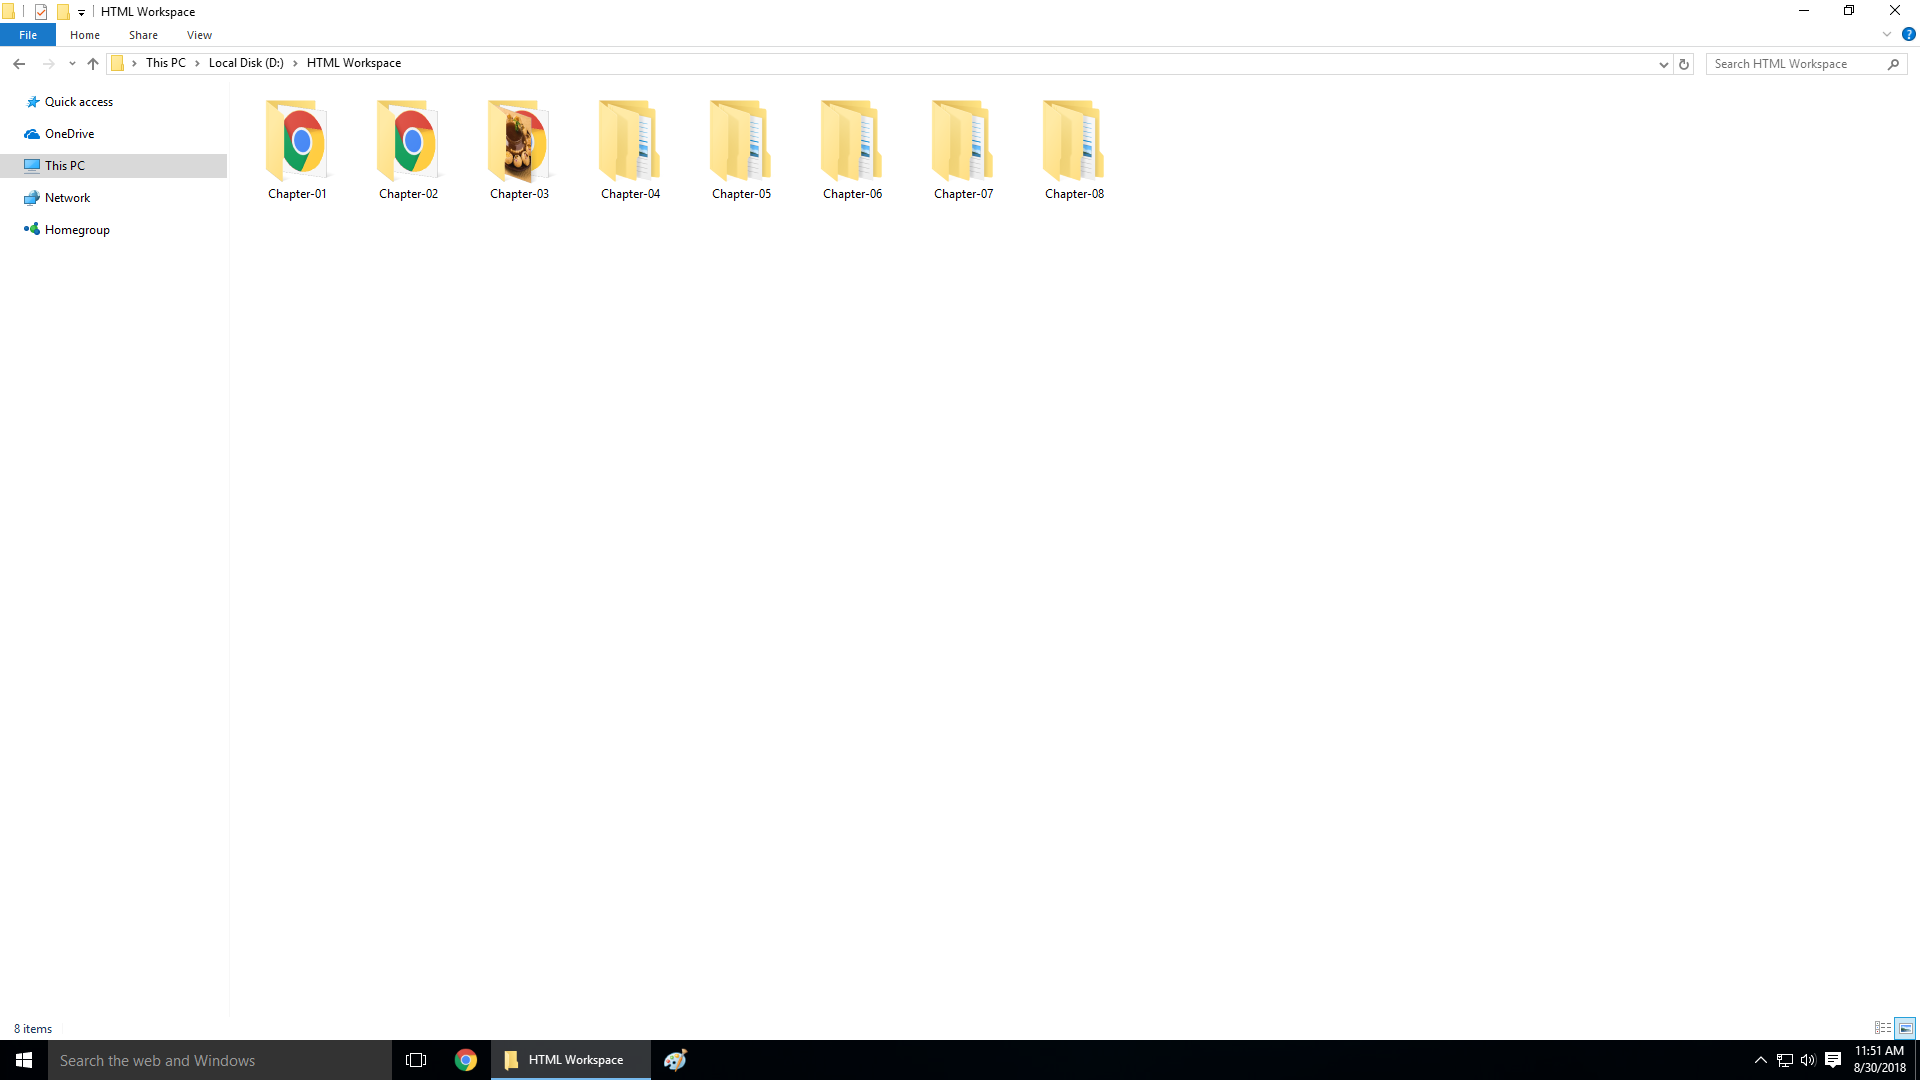 HTML Workspace
File Home Share View
This PC Local Disk (D:) HTML Workspace
Search HTML Workspace
Quick access
OneDrive
This PC
Network
Homegroup
Chapter-01 Chapter-02 Chapter-03 Chapter-04 Chapter-05 Chapter-06 Chapter-07 Chapter-08
8 items
Search the web and Windows
HTML Workspace
11:51 AM
8/30/2018